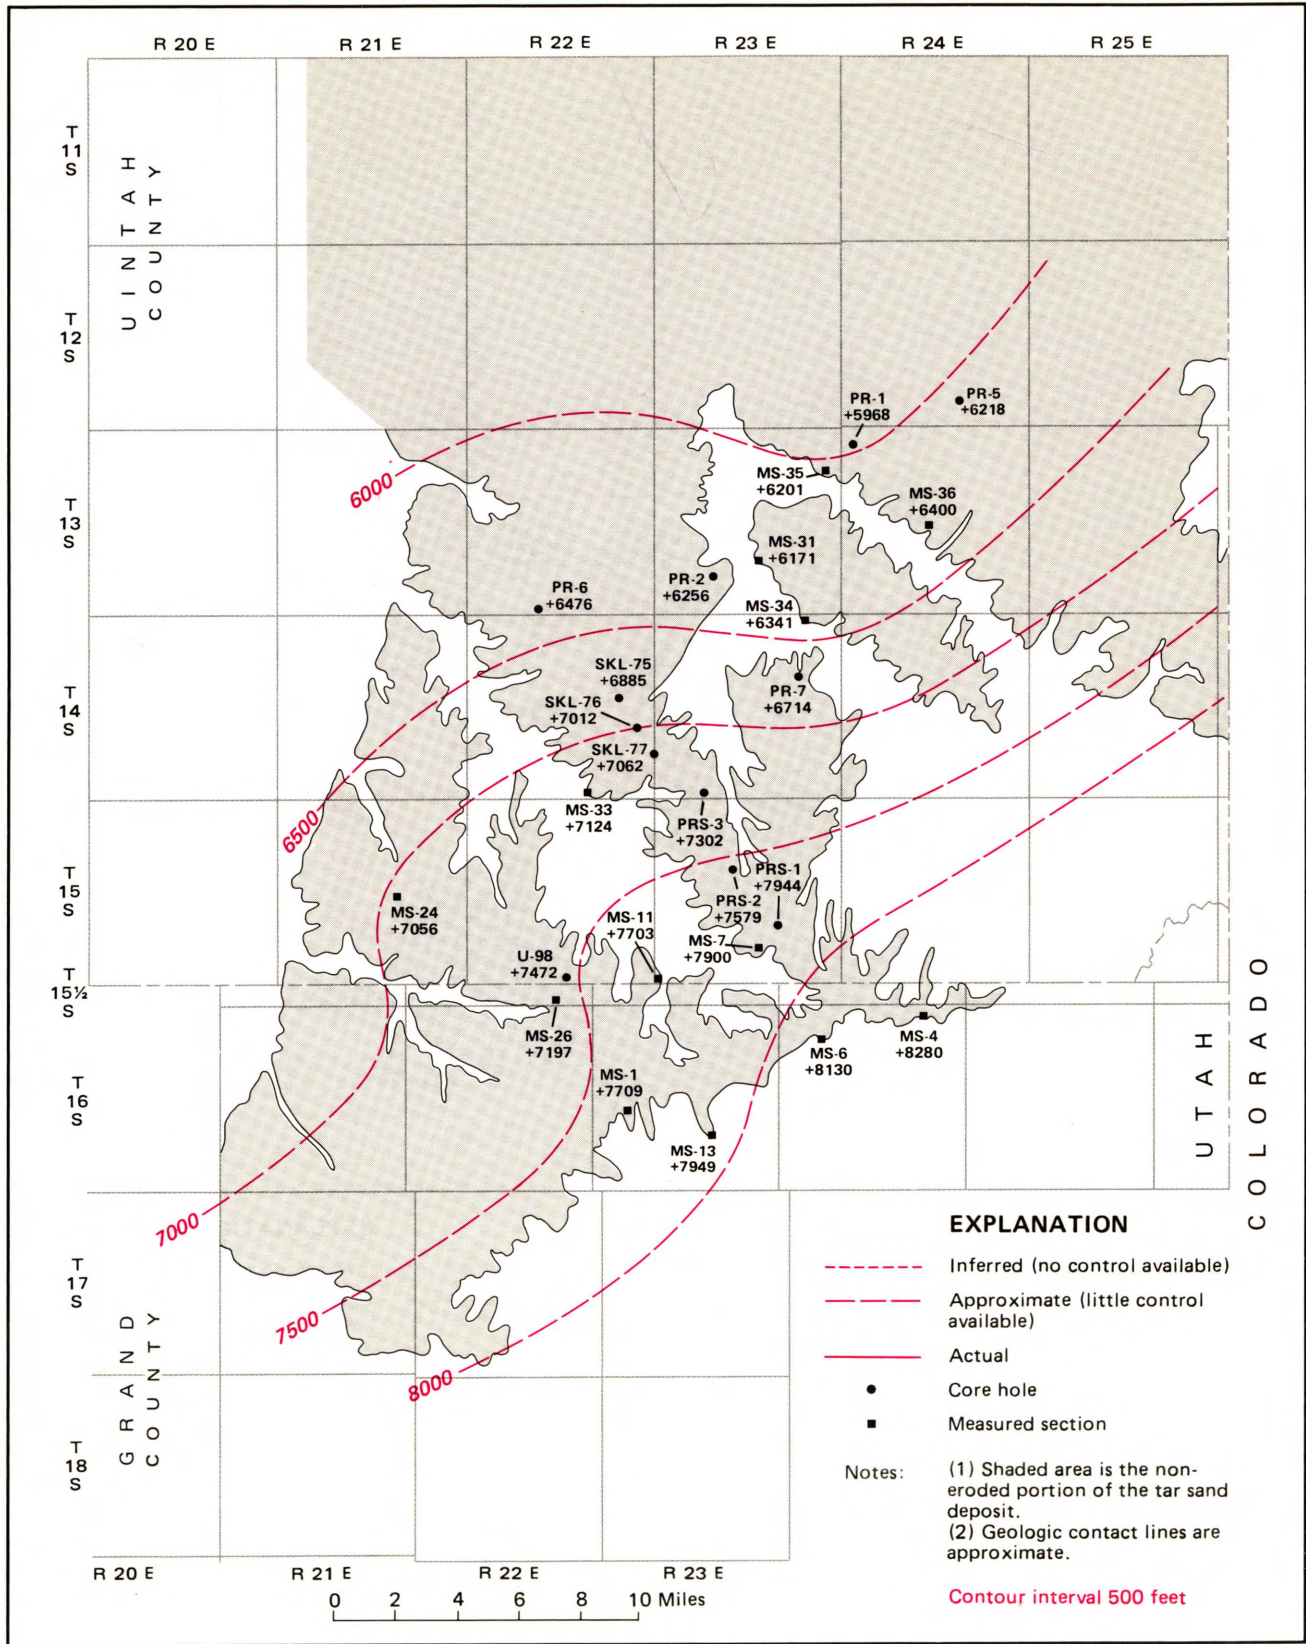 R 20 E
R 21 E
R 22 E
R 23 E
R 24 E
R 25 E
T
11
S
UINTAH
COUNTY
T
12
S
PR-1
+5968
PR-5
+6218
MS-35
+6201
6000
MS-36
+6400
T
13
S
MS-31
+6171
PR-2
+6256
PR-6
+6476
MS-34
+6341
SKL-75
+6885
T
14
S
PR-7
+6714
SKL-76
+7012
SKL-77
+7062
6500
MS-33
+7124
PRS-3
+7302
T
15
S
PRS-1
+7944
PRS-2
+7579
MS-24
+7056
MS-11
+7703
MS-7
+7900
U-98
+7472
T
15½
S
MS-26
+7197
MS-4
+8280
MS-6
+8130
MS-1
+7709
T
16
S
MS-13
+7949
UTAH
COLORADO
7000
T
17
S
7500
8000
GRAND
COUNTY
T
18
S
EXPLANATION
Inferred (no control available)
Approximate (little control
available)
Actual
Core hole
Measured section
Notes:
(1) Shaded area is the non-
eroded portion of the tar sand
deposit.
(2) Geologic contact lines are
approximate.
Contour interval 500 feet
R 20 E
R 21 E
R 22 E
R 23 E
0 2 4 6 8 10 Miles